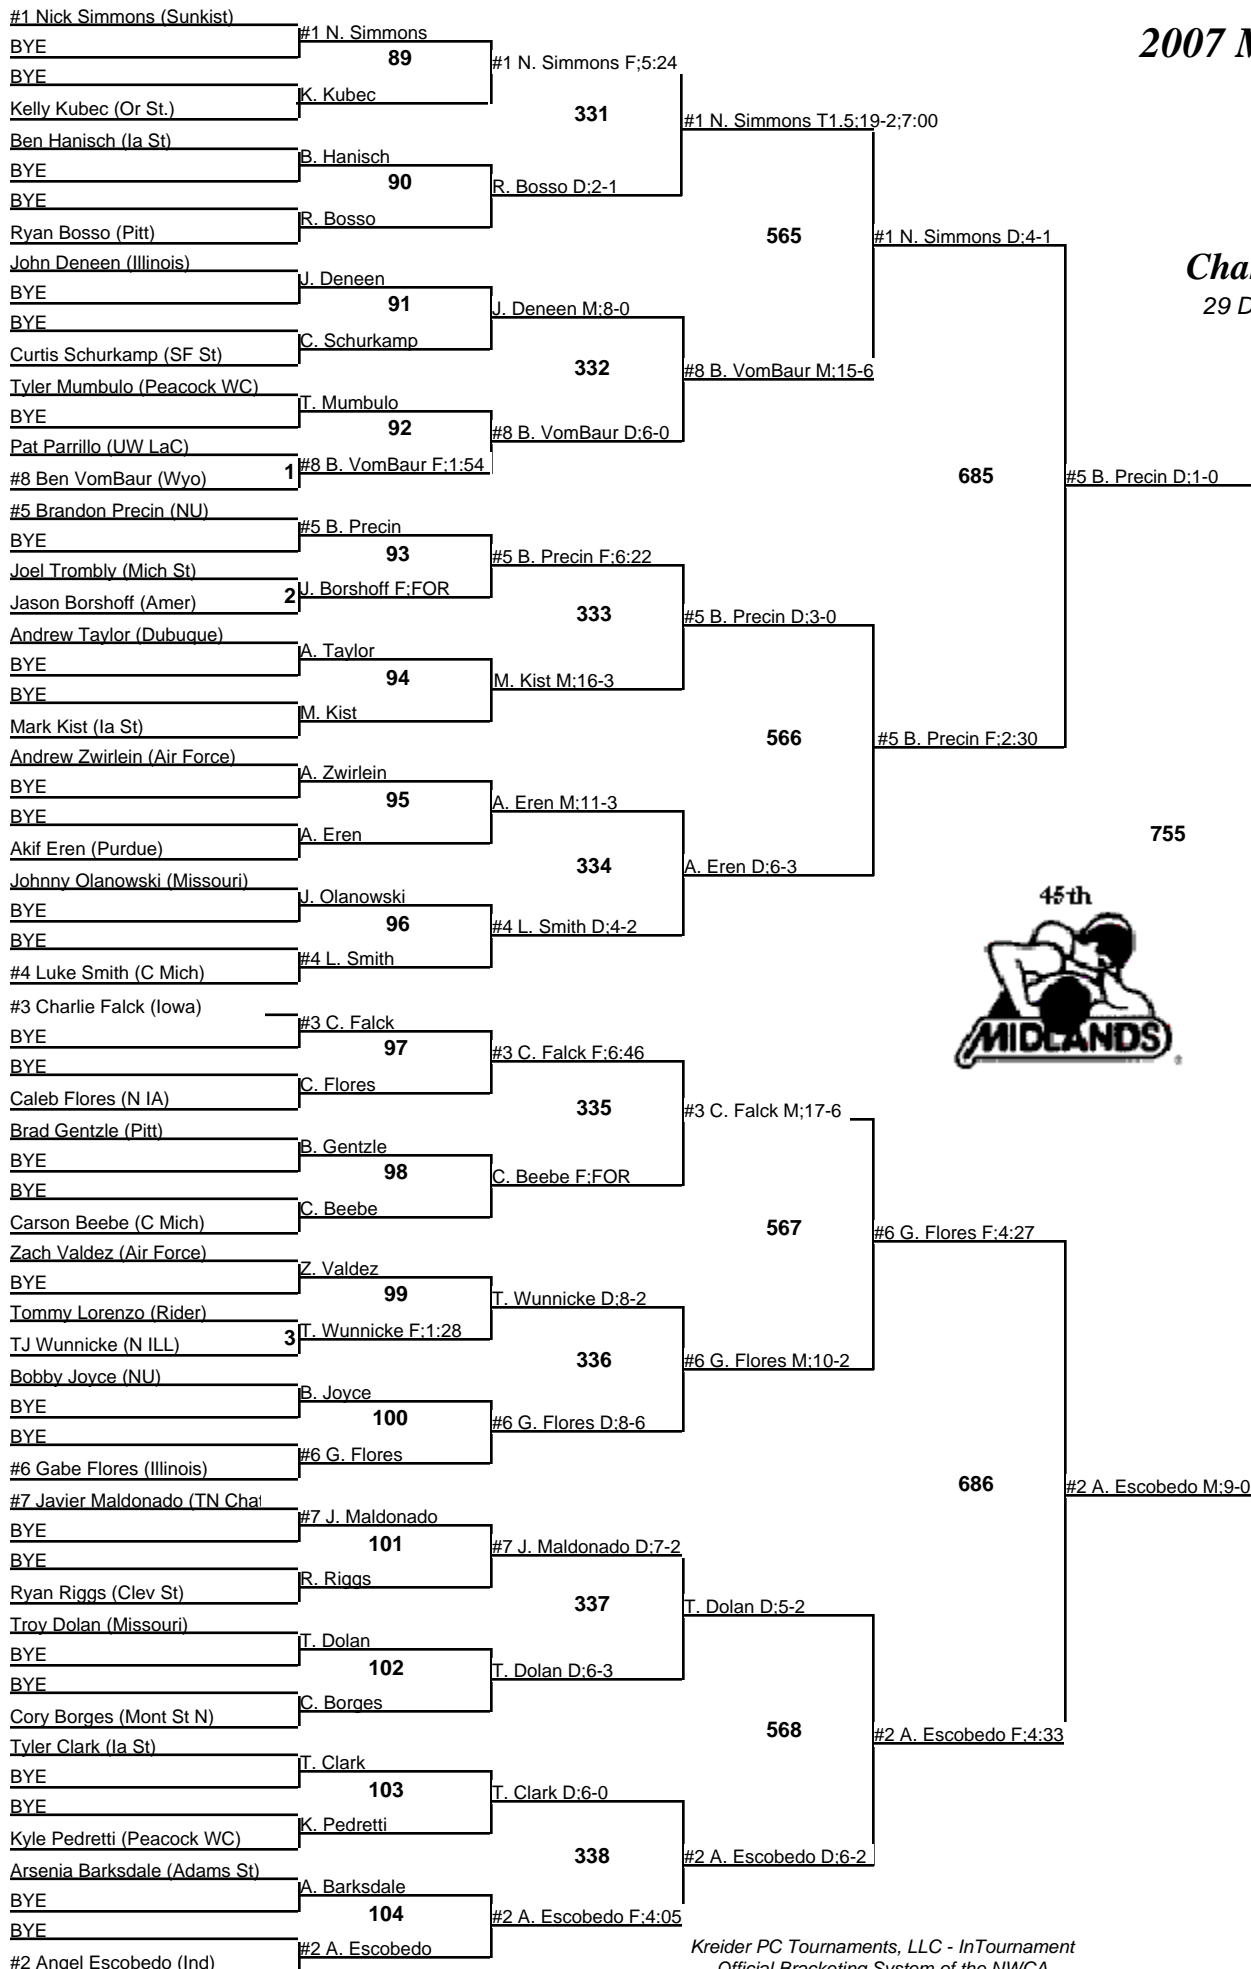 #1 Nick Simmons (Sunkist)
BYE
BYE
Kelly Kubec (Or St.)
Ben Hanisch (Ia St)
BYE
BYE
Ryan Bosso (Pitt)
John Deneen (Illinois)
BYE
BYE
Curtis Schurkamp (SF St)
Tyler Mumbulo (Peacock WC)
BYE
Pat Parrillo (UW LaC)
#8 Ben VomBaur (Wyo)
#5 Brandon Precin (NU)
BYE
Joel Trombly (Mich St)
Jason Borshoff (Amer)
Andrew Taylor (Dubuque)
BYE
BYE
Mark Kist (Ia St)
Andrew Zwirlein (Air Force)
BYE
BYE
Akif Eren (Purdue)
Johnny Olanowski (Missouri)
BYE
BYE
#4 Luke Smith (C Mich)
#3 Charlie Falck (Iowa)
BYE
BYE
Caleb Flores (N IA)
Brad Gentzle (Pitt)
BYE
BYE
Carson Beebe (C Mich)
Zach Valdez (Air Force)
BYE
Tommy Lorenzo (Rider)
TJ Wunnicke (N ILL)
Bobby Joyce (NU)
BYE
BYE
#6 Gabe Flores (Illinois)
#7 Javier Maldonado (TN Chat
BYE
BYE
Ryan Riggs (Clev St)
Troy Dolan (Missouri)
BYE
BYE
Cory Borges (Mont St N)
Tyler Clark (Ia St)
BYE
BYE
Kyle Pedretti (Peacock WC)
Arsenia Barksdale (Adams St)
BYE
BYE
#2 Angel Escobedo (Ind)
1
2
3
#1 N. Simmons
89
K. Kubec
B. Hanisch
90
R. Bosso
J. Deneen
91
C. Schurkamp
T. Mumbulo
92
#8 B. VomBaur F;1:54
#5 B. Precin
93
J. Borshoff F;FOR
A. Taylor
94
M. Kist
A. Zwirlein
95
A. Eren
J. Olanowski
96
#4 L. Smith
#3 C. Falck
97
C. Flores
B. Gentzle
98
C. Beebe
Z. Valdez
99
T. Wunnicke F;1:28
B. Joyce
100
#6 G. Flores
#7 J. Maldonado
101
R. Riggs
T. Dolan
102
C. Borges
T. Clark
103
K. Pedretti
A. Barksdale
104
#2 A. Escobedo
#1 N. Simmons F;5:24
331
R. Bosso D;2-1
J. Deneen M;8-0
332
#8 B. VomBaur D;6-0
#5 B. Precin F;6:22
333
M. Kist M;16-3
A. Eren M;11-3
334
#4 L. Smith D;4-2
#3 C. Falck F;6:46
335
C. Beebe F;FOR
T. Wunnicke D;8-2
336
#6 G. Flores D;8-6
#7 J. Maldonado D;7-2
337
T. Dolan D;6-3
T. Clark D;6-0
338
#2 A. Escobedo F;4:05
#1 N. Simmons T1.5;19-2;7:00
565
#8 B. VomBaur M;15-6
#5 B. Precin D;3-0
566
A. Eren D;6-3
#3 C. Falck M;17-6
567
#6 G. Flores M;10-2
T. Dolan D;5-2
568
#2 A. Escobedo D;6-2
#1 N. Simmons D;4-1
685
#5 B. Precin F;2:30
#6 G. Flores F;4:27
686
#2 A. Escobedo F;4:33
#5 B. Precin D;1-0
755
#2 A. Escobedo M;9-0
2007 M
Cha
29 D
45th
MIDLANDS
Kreider PC Tournaments, LLC - InTournament
Official Bracketing System of the NWCA